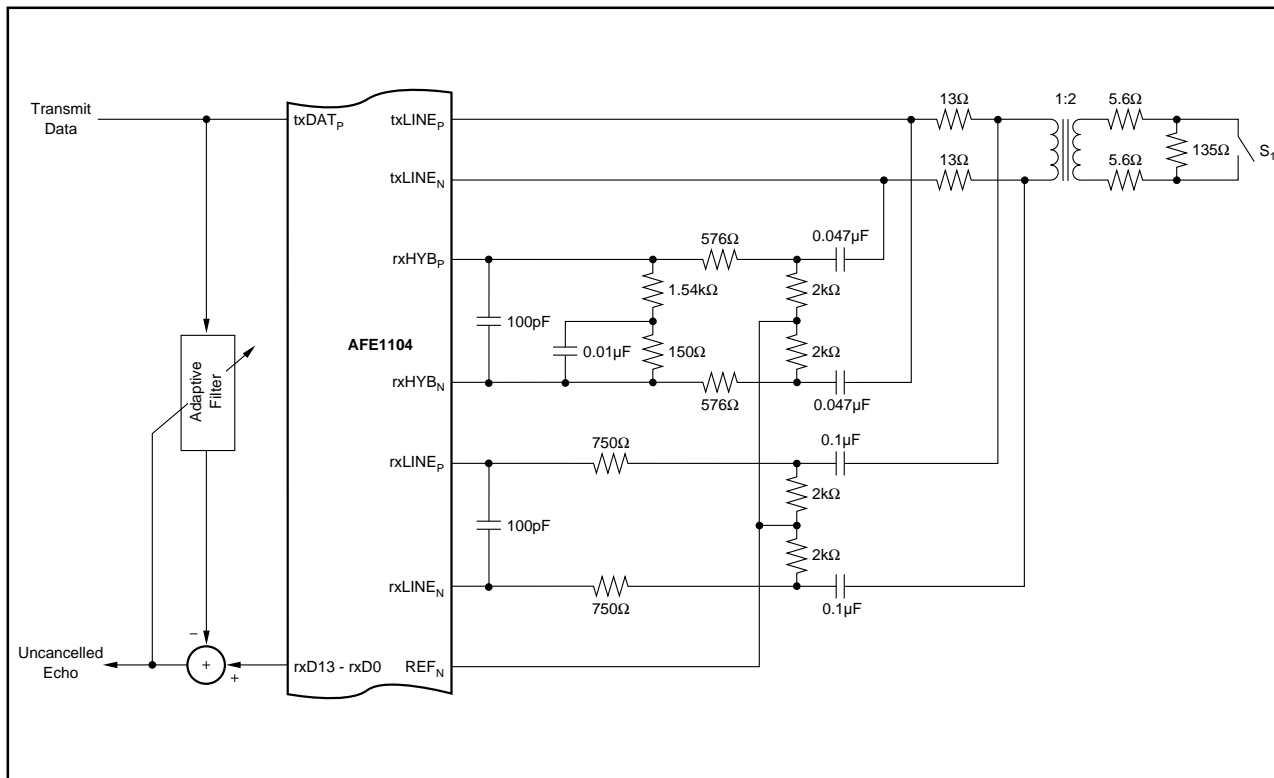 Transmit
Data
txDATP
txLINEP
13Ω
1:2
5.6Ω
135Ω
S1
txLINEN
13Ω
5.6Ω
rxHYBP
576Ω
0.047µF
1.54kΩ
2kΩ
100pF
AFE1104
0.01µF
150Ω
2kΩ
Adaptive
Filter
rxHYBN
576Ω
0.047µF
750Ω
0.1µF
rxLINEP
2kΩ
100pF
2kΩ
rxLINEN
750Ω
0.1µF
−
Uncancelled
Echo
+
+
rxD13 - rxD0
REFN